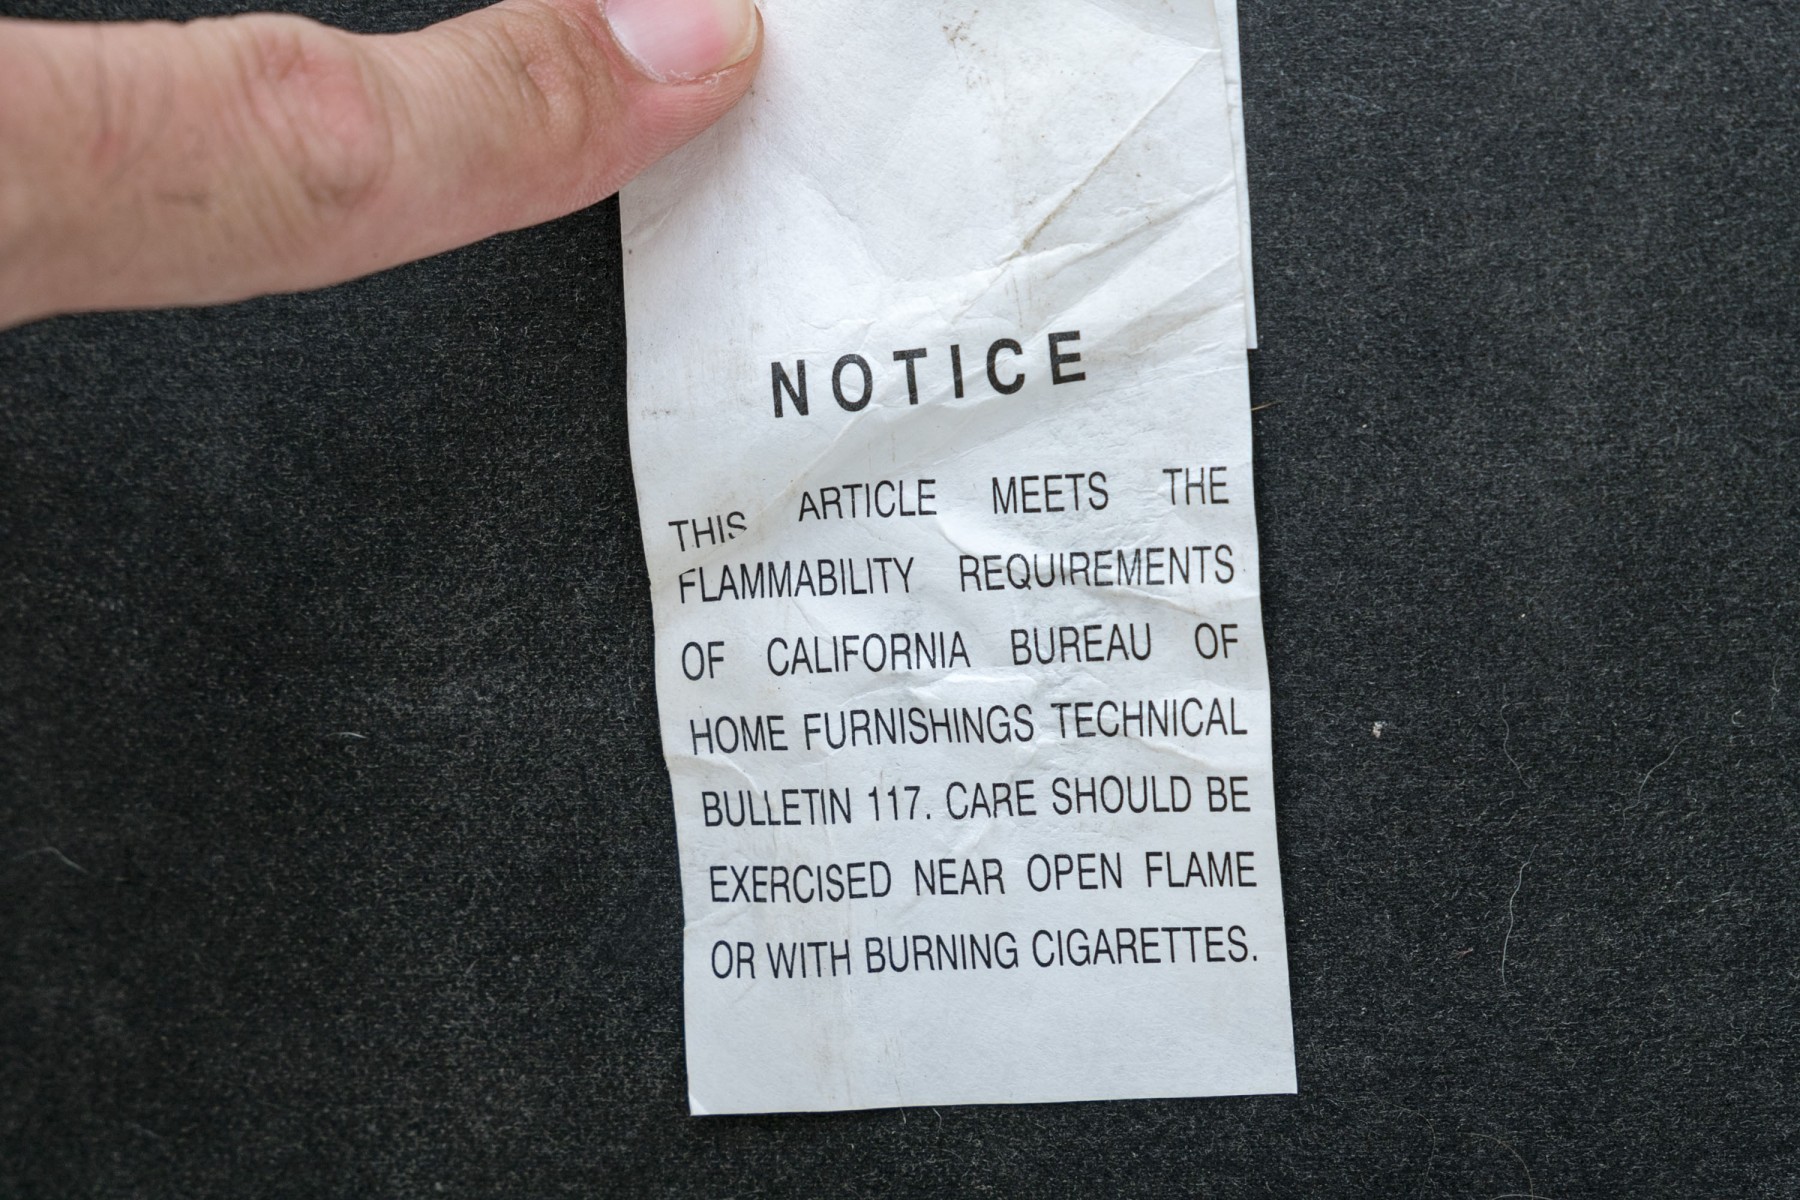 NOTICE
THIS ARTICLE MEETS THE
FLAMMABILITY REQUIREMENTS
OF CALIFORNIA BUREAU OF
HOME FURNISHINGS TECHNICAL
BULLETIN 117. CARE SHOULD BE
EXERCISED NEAR OPEN FLAME
OR WITH BURNING CIGARETTES.